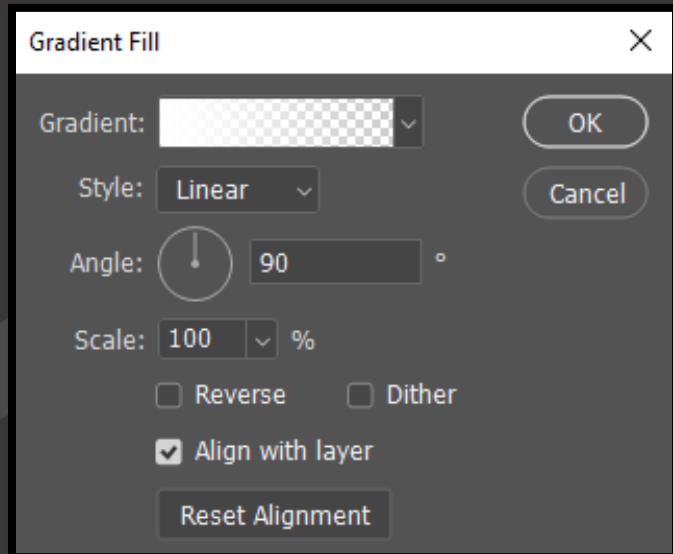 Gradient Fill
Gradient:
OK
Style: Linear
Cancel
Angle: 90 °
Scale: 100 %
Reverse Dither
Align with layer
Reset Alignment